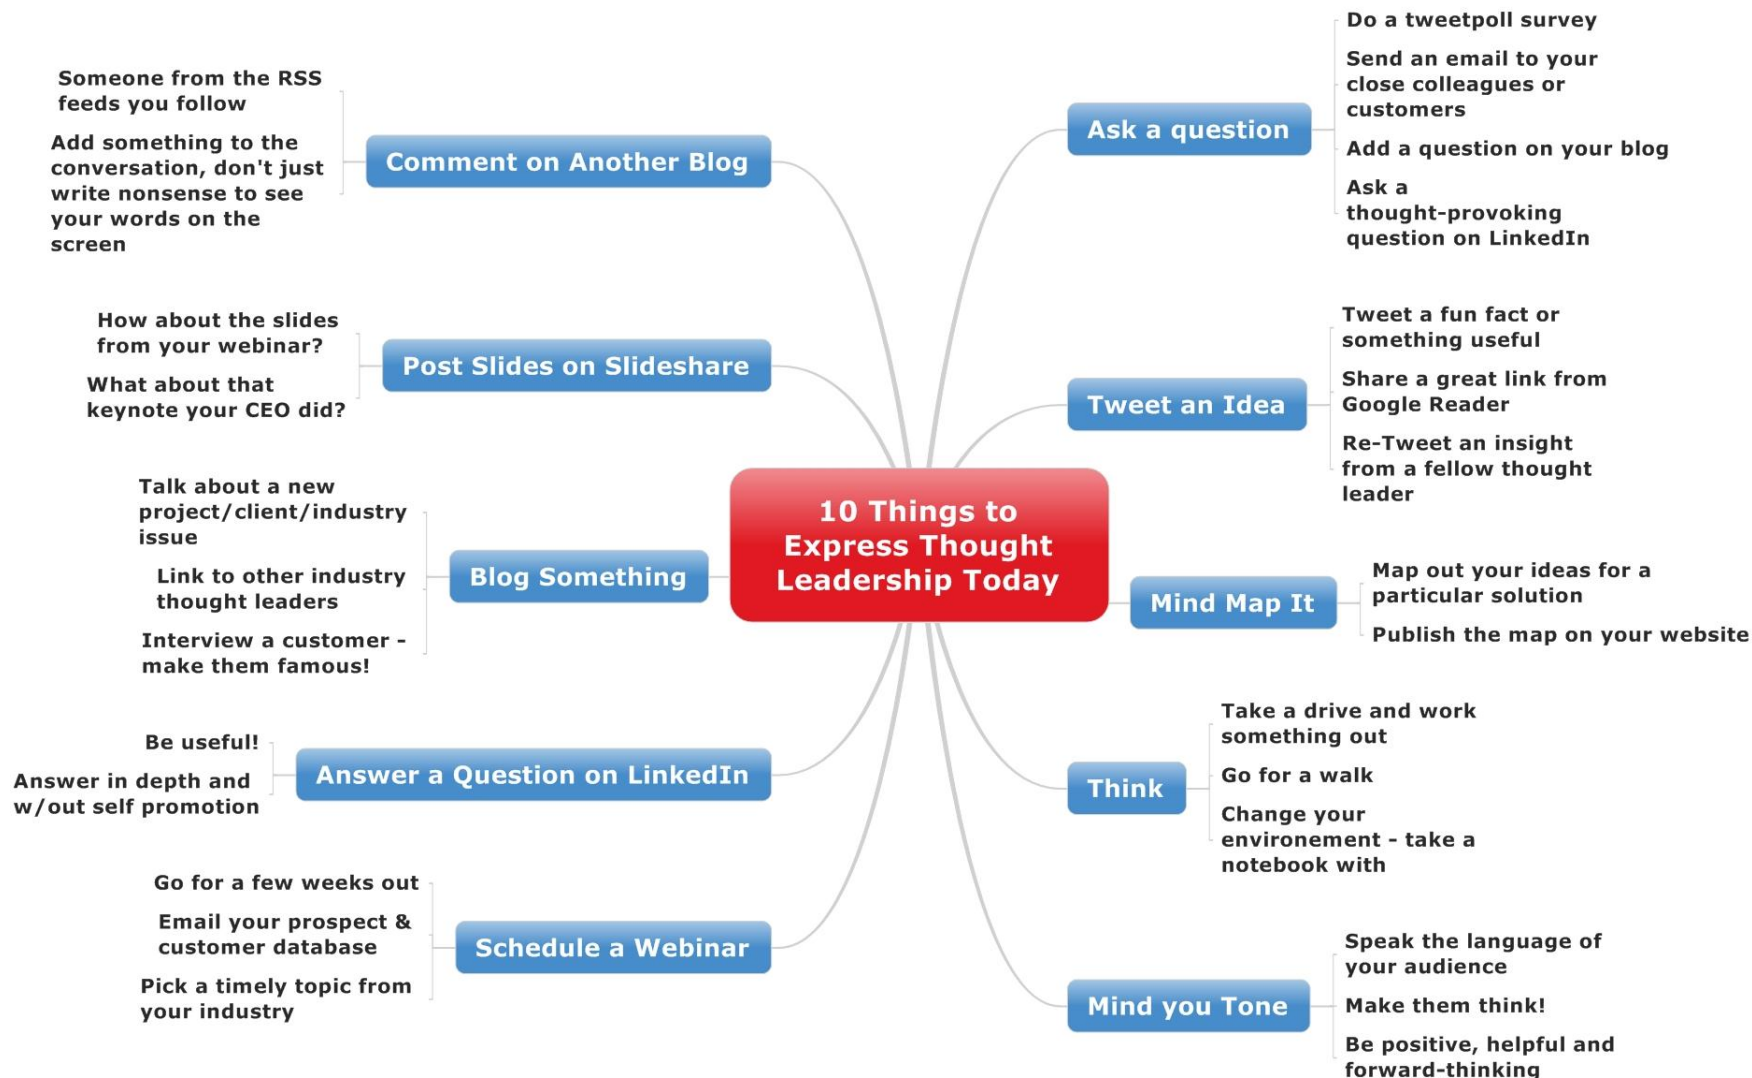 10 Things to
Express Thought
Leadership Today
Ask a question
Do a tweetpoll survey
Send an email to your
close colleagues or
customers
Add a question on your blog
Ask a
thought-provoking
question on LinkedIn
Tweet an Idea
Tweet a fun fact or
something useful
Share a great link from
Google Reader
Re-Tweet an insight
from a fellow thought
leader
Mind Map It
Map out your ideas for a
particular solution
Publish the map on your website
Think
Take a drive and work
something out
Go for a walk
Change your
environement - take a
notebook with
Mind you Tone
Speak the language of
your audience
Make them think!
Be positive, helpful and
forward-thinking
Comment on Another Blog
Someone from the RSS
feeds you follow
Add something to the
conversation, don't just
write nonsense to see
your words on the
screen
Post Slides on Slideshare
How about the slides
from your webinar?
What about that
keynote your CEO did?
Blog Something
Talk about a new
project/client/industry
issue
Link to other industry
thought leaders
Interview a customer -
make them famous!
Answer a Question on LinkedIn
Be useful!
Answer in depth and
w/out self promotion
Schedule a Webinar
Go for a few weeks out
Email your prospect &
customer database
Pick a timely topic from
your industry